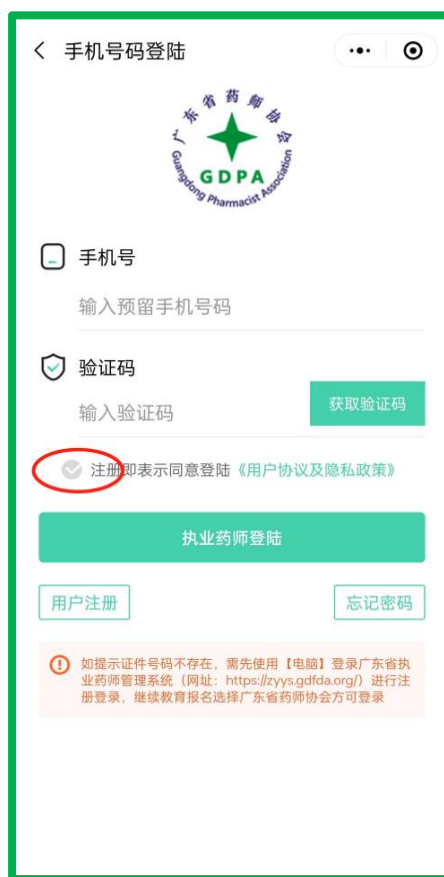 手机号码登陆
广东省药师协会
GDPA
Guangdong Pharmacist Association
手机号
输入预留手机号码
验证码
输入验证码
获取验证码
注册即表示同意登陆《用户协议及隐私政策》
执业药师登陆
用户注册
忘记密码
如提示证件号码不存在，需先使用【电脑】登录广东省执
业药师管理系统（网址：https://zyys.gdfda.org/）进行注
册登录，继续教育报名选择广东省药师协会方可登录